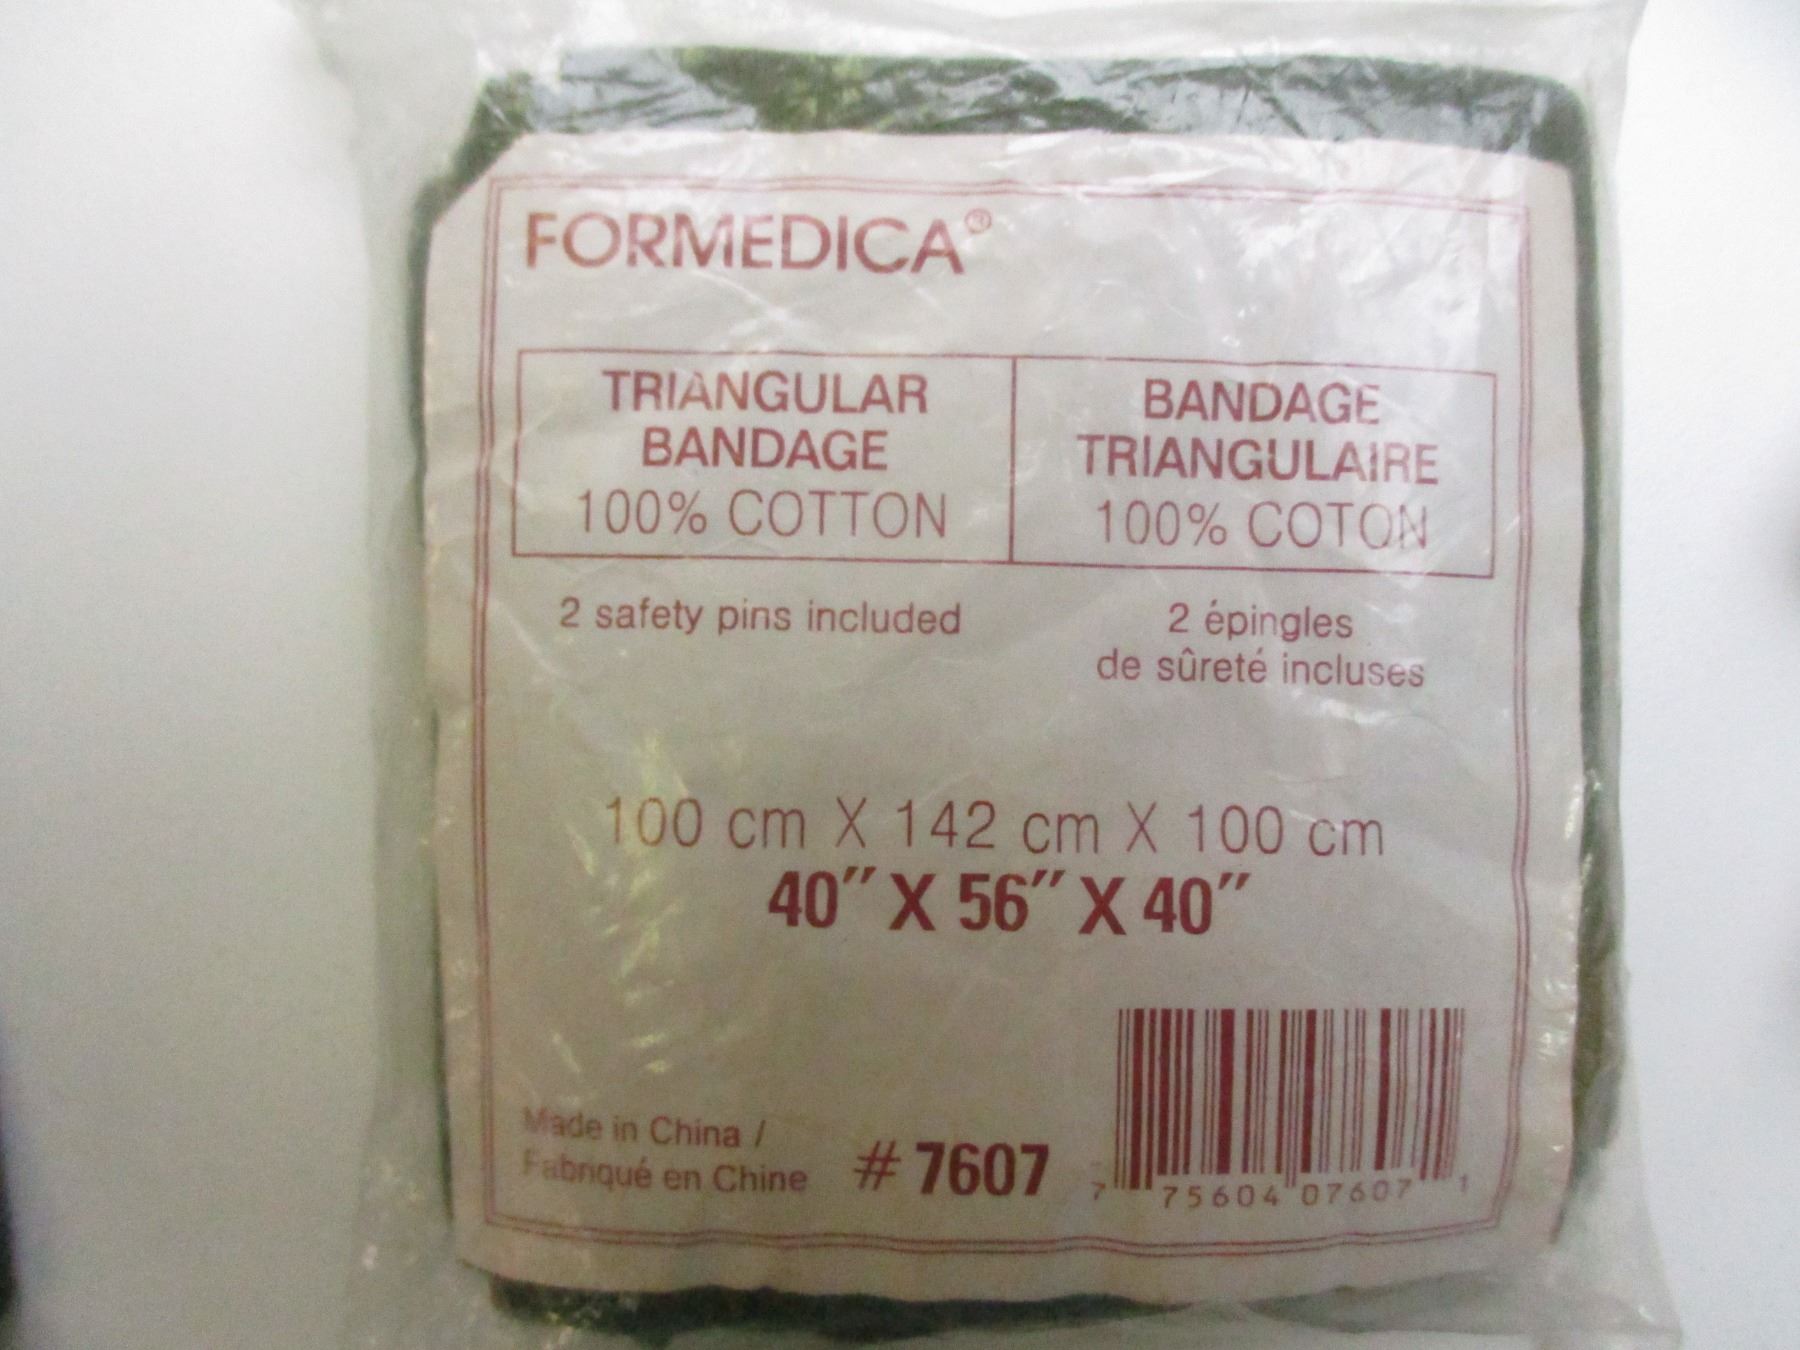 FORMEDICA®
TRIANGULAR
BANDAGE
100% COTTON
BANDAGE
TRIANGULAIRE
100% COTON
2 safety pins included
2 épingles
de sûreté incluses
100 cm X 142 cm X 100 cm
40" X 56" X 40"
Made in China /
Fabriqué en Chine
# 7607
7 75604 07607 1